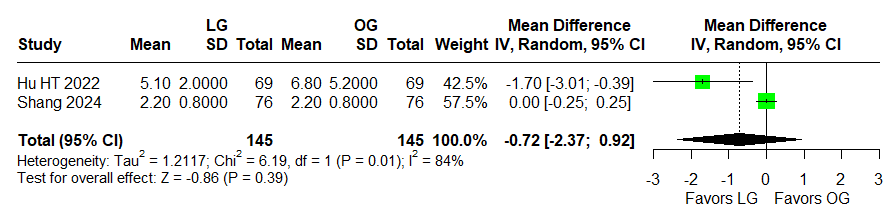 LG OG Mean Difference Mean Difference
Study Mean SD Total Mean SD Total Weight IV, Random, 95% CI IV, Random, 95% CI
Hu HT 2022 5.10 2.0000 69 6.80 5.2000 69 42.5% -1.70 [-3.01; -0.39]
Shang 2024 2.20 0.8000 76 2.20 0.8000 76 57.5% 0.00 [-0.25; 0.25]
Total (95% CI) 145 145 100.0% -0.72 [-2.37; 0.92]
Heterogeneity: Tau² = 1.2117; Chi² = 6.19, df = 1 (P = 0.01); I² = 84%
Test for overall effect: Z = -0.86 (P = 0.39)
-3 -2 -1 0 1 2 3
Favors LG Favors OG